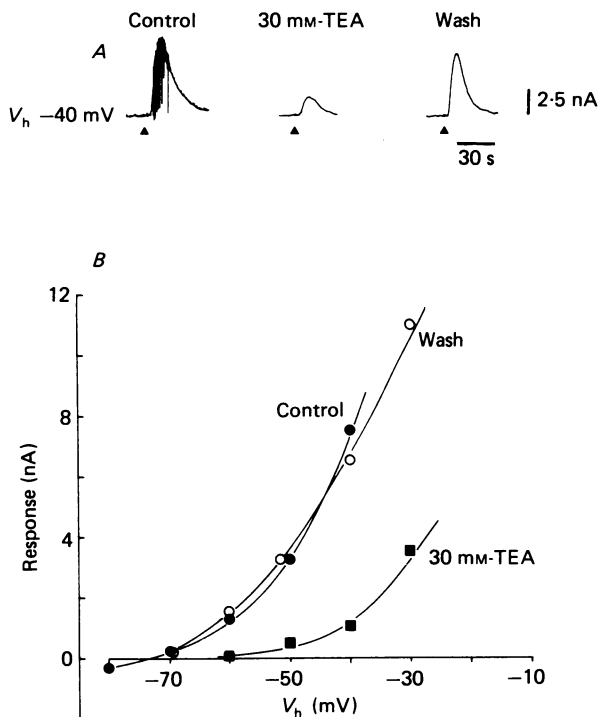 Control 30 mM-TEA Wash
A
Vh −40 mV
2·5 nA
30 s
B
12
8
4
0
Response (nA)
Wash
Control
30 mM-TEA
−70 −50 −30 −10
Vh (mV)